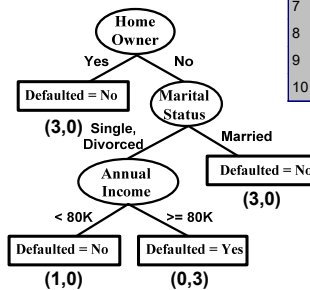 7
8
9
10
Home
Owner
Yes
No
Defaulted = No
Marital
Status
(3,0)
Single,
Divorced
Married
Annual
Income
Defaulted = No
(3,0)
< 80K
>= 80K
Defaulted = No
Defaulted = Yes
(1,0)
(0,3)